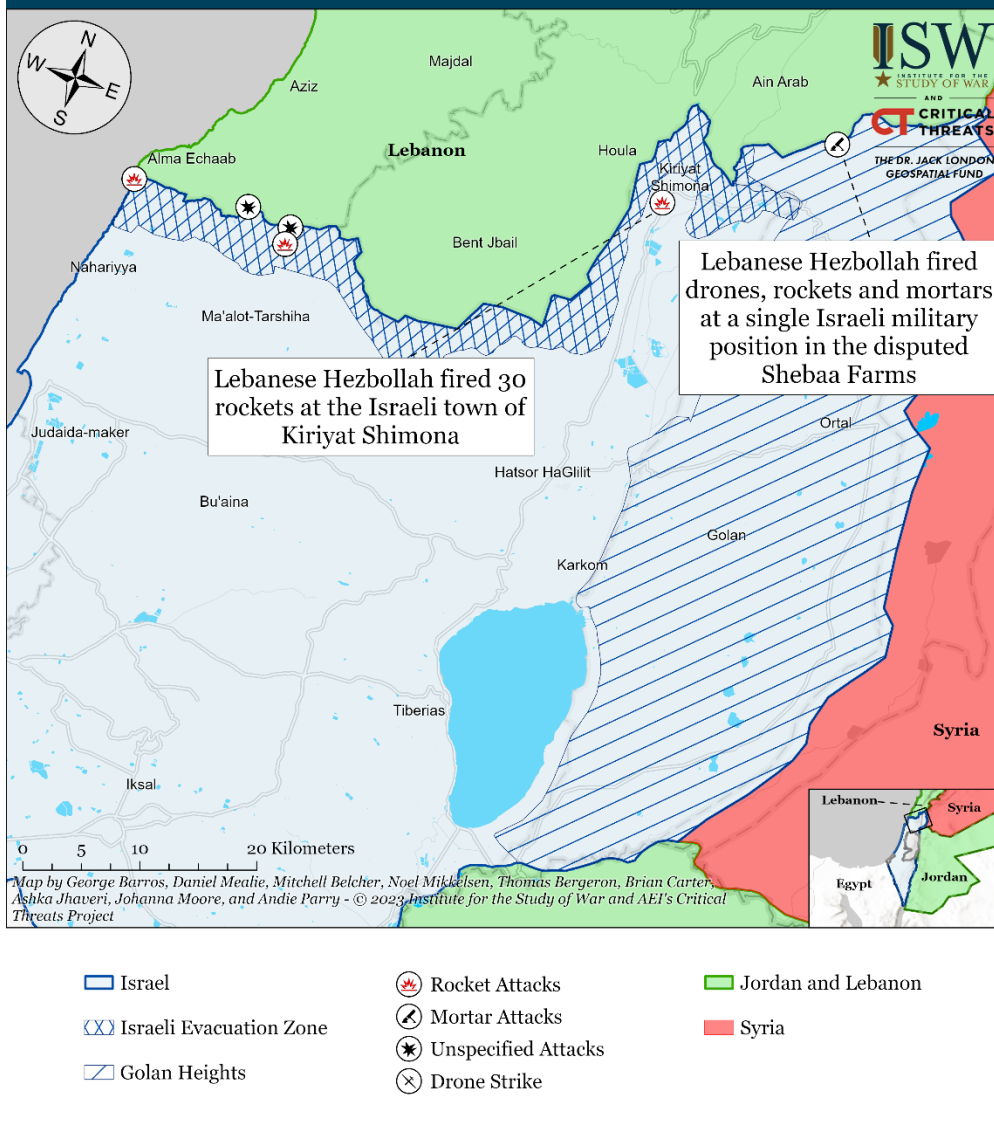 N
W
E
S
Majdal
Aziz
Ain Arab
ISW
INSTITUTE FOR THE
STUDY OF WAR
AND
CT CRITICAL
THREATS
THE DR. JACK LONDON
GEOSPATIAL FUND
Alma Echaab
Lebanon
Houla
Kiriyat
Shimona
Bent Jbail
Nahariyya
Lebanese Hezbollah fired
drones, rockets and mortars
at a single Israeli military
position in the disputed
Shebaa Farms
Ma'alot-Tarshiha
Lebanese Hezbollah fired 30
rockets at the Israeli town of
Kiriyat Shimona
Judaida-maker
Ortal
Hatsor HaGlilit
Bu'aina
Golan
Karkom
Tiberias
Syria
Iksal
Lebanon
Syria
Egypt
Jordan
0 5 10 20 Kilometers
Map by George Barros, Daniel Mealie, Mitchell Belcher, Noel Mikkelsen, Thomas Bergeron, Brian Carter,
Ashka Jhaveri, Johanna Moore, and Andie Parry - © 2023 Institute for the Study of War and AEI's Critical
Threats Project
Israel
Israeli Evacuation Zone
Golan Heights
Rocket Attacks
Mortar Attacks
Unspecified Attacks
Drone Strike
Jordan and Lebanon
Syria